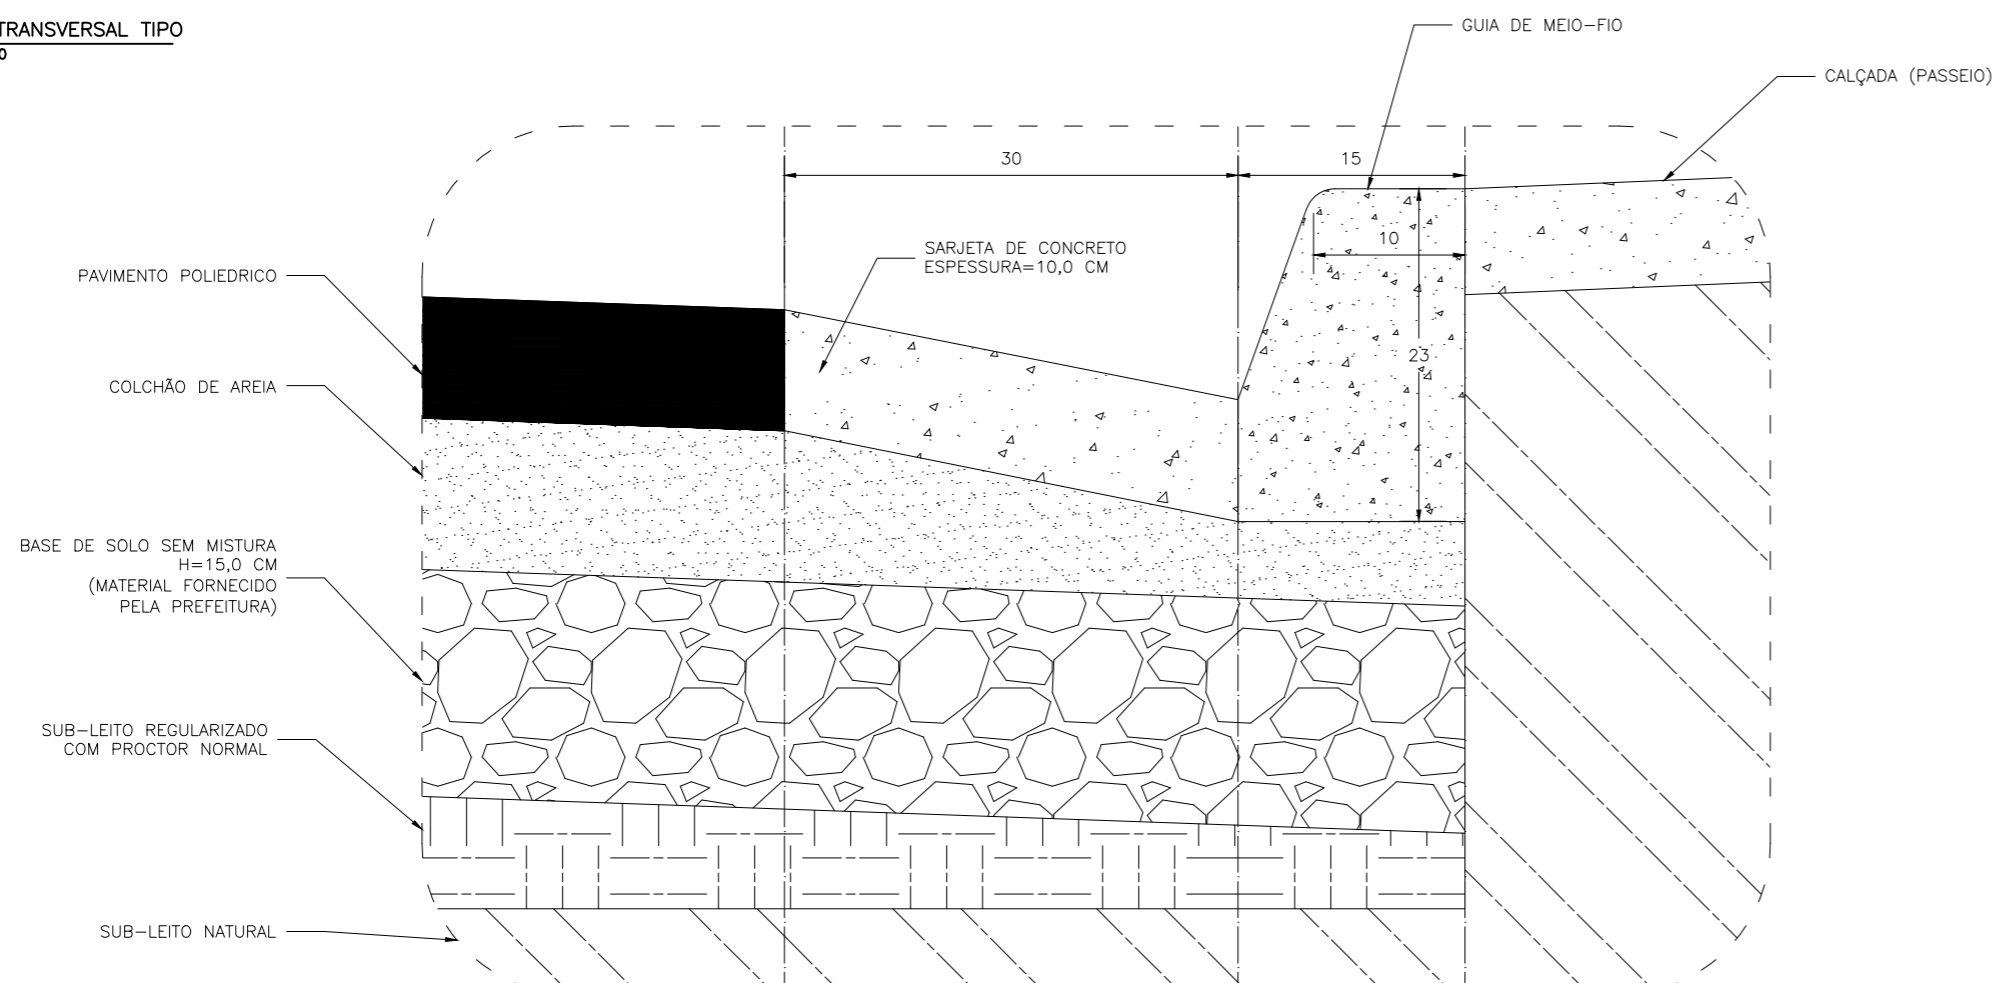 TRANSVERSAL TIPO
0
GUIA DE MEIO-FIO
CALÇADA (PASSEIO)
30
15
10
23
SARJETA DE CONCRETO
ESPESSURA=10,0 CM
PAVIMENTO POLIEDRICO
COLCHÃO DE AREIA
BASE DE SOLO SEM MISTURA
H=15,0 CM
(MATERIAL FORNECIDO
PELA PREFEITURA)
SUB-LEITO REGULARIZADO
COM PROCTOR NORMAL
SUB-LEITO NATURAL